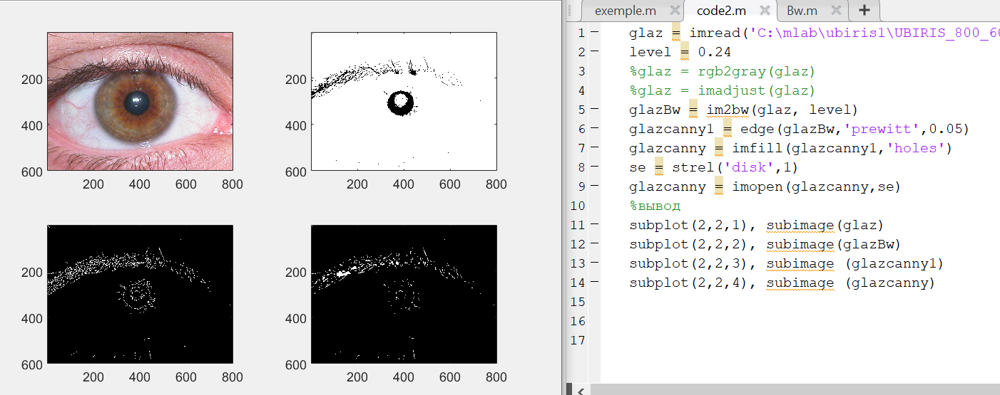 exemple.m × code2.m × Bw.m × +
1 – glaz = imread('C:\mlab\ubiris1\UBIRIS_800_60
2 – level = 0.24
3 %glaz = rgb2gray(glaz)
4 %glaz = imadjust(glaz)
5 – glazBw = im2bw(glaz, level)
6 – glazcanny1 = edge(glazBw,'prewitt',0.05)
7 – glazcanny = imfill(glazcanny1,'holes')
8 – se = strel('disk',1)
9 – glazcanny = imopen(glazcanny,se)
10 %вывод
11 – subplot(2,2,1), subimage(glaz)
12 – subplot(2,2,2), subimage(glazBw)
13 – subplot(2,2,3), subimage (glazcanny1)
14 – subplot(2,2,4), subimage (glazcanny)
15
16
17
200
400
600
200 400 600 800
200
400
600
200 400 600 800
200
400
600
200 400 600 800
200
400
600
200 400 600 800